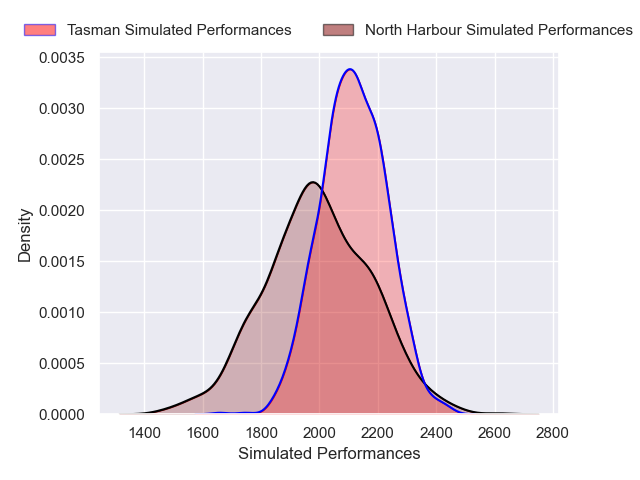 Tasman Simulated Performances North Harbour Simulated Performances
0.0035
0.0030
0.0025
0.0020
0.0015
0.0010
0.0005
0.0000
Density
1400 1600 1800 2000 2200 2400 2600 2800
Simulated Performances